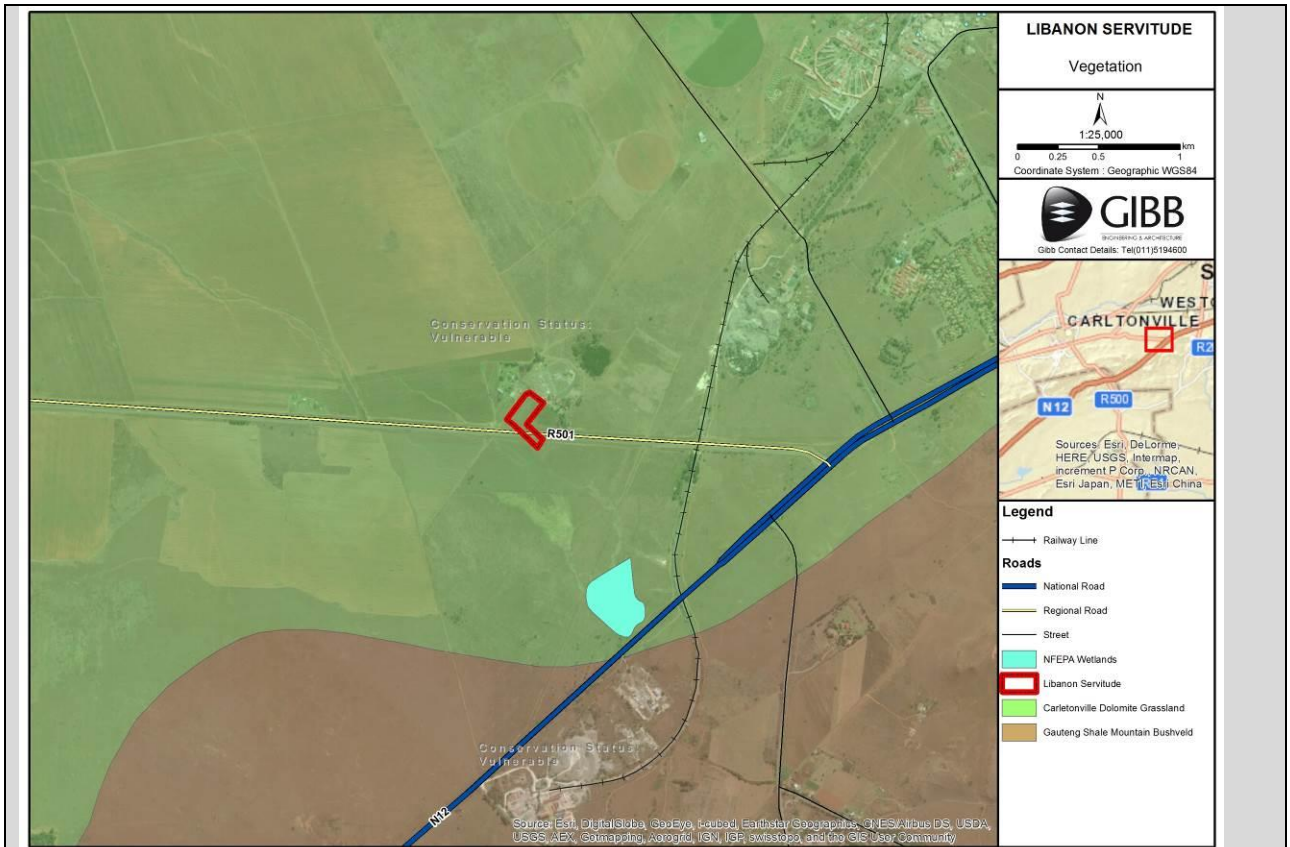 LIBANON SERVITUDE
Vegetation
N
1:25,000
km
0 0.25 0.5 1
Coordinate System : Geographic WGS84
GIBB
ENGINEERING & ARCHITECTURE
Gibb Contact Details: Tel(011)5194600
S
WESTO
CARLTONVILLE
R2
N12
R500
Sources: Esri, DeLorme,
HERE, USGS, Intermap,
increment P Corp., NRCAN,
Esri Japan, METI, Esri China
Legend
Railway Line
Roads
National Road
Regional Road
Street
NFEPA Wetlands
Libanon Servitude
Carletonville Dolomite Grassland
Gauteng Shale Mountain Bushveld
Conservation Status:
Vulnerable
R501
Conservation Status:
Vulnerable
N12
Source: Esri, DigitalGlobe, GeoEye, i-cubed, Earthstar Geographics, CNES/Airbus DS, USDA,
USGS, AEX, Getmapping, Aerogrid, IGN, IGP, swisstopo, and the GIS User Community